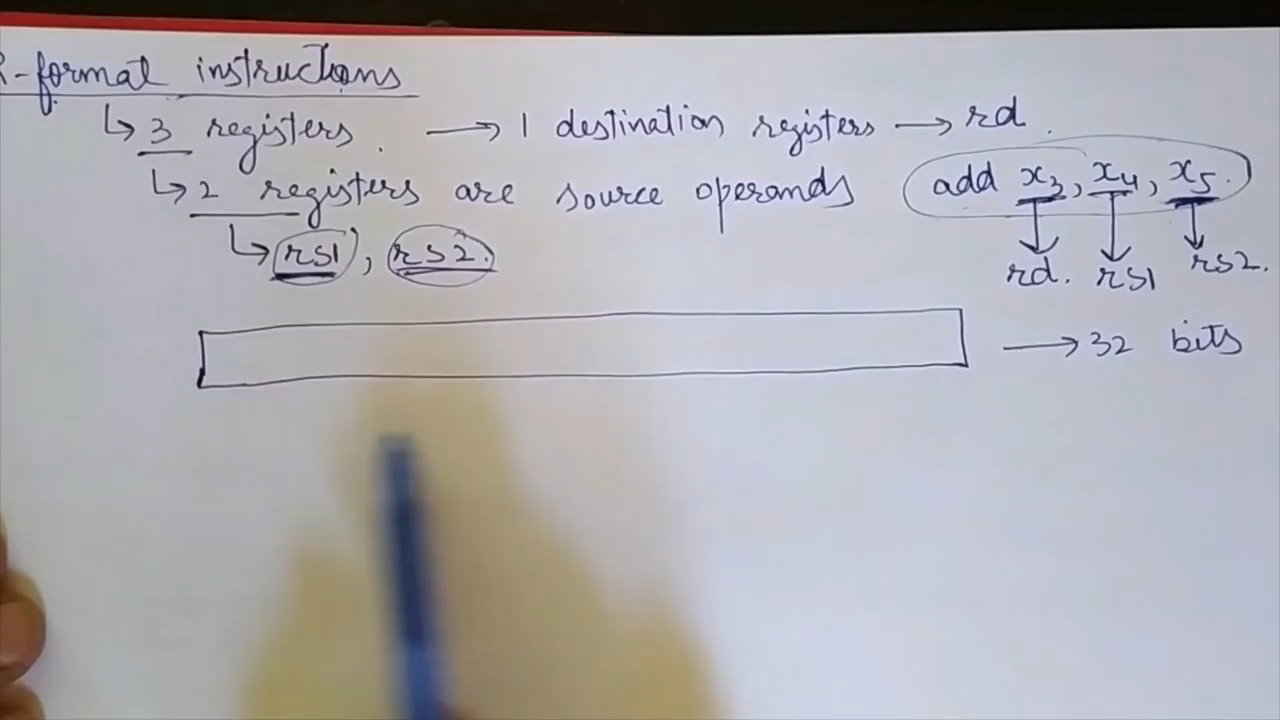 R-format instructions
↳ 3 registers. → 1 destination registers → rd.
↳ 2 registers are source operands
add x3, x4, x5.
↳ rs1, rs2.
rd. rs1 rs2.
→ 32 bits